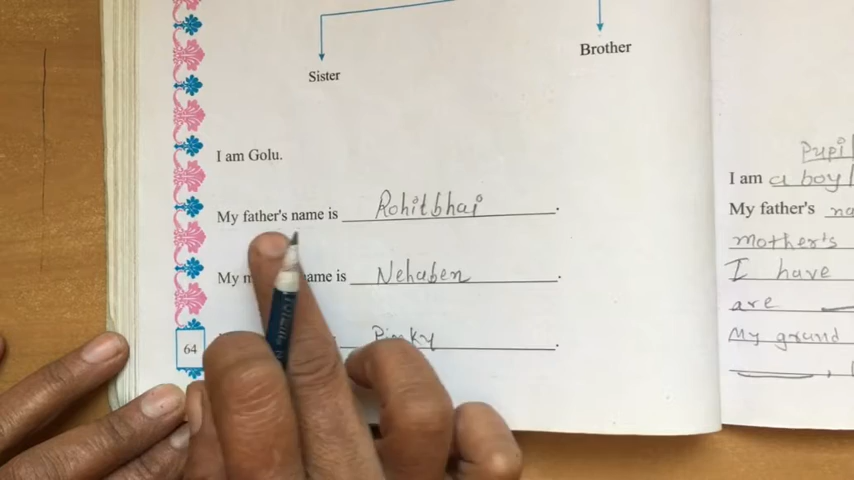 Sister
Brother
I am Golu.
My father's name is Rohitbhai.
My name is Nehaben.
Pinky.
64
Pupil
I am a boy
My father's na
mother's
I have
are
My grand